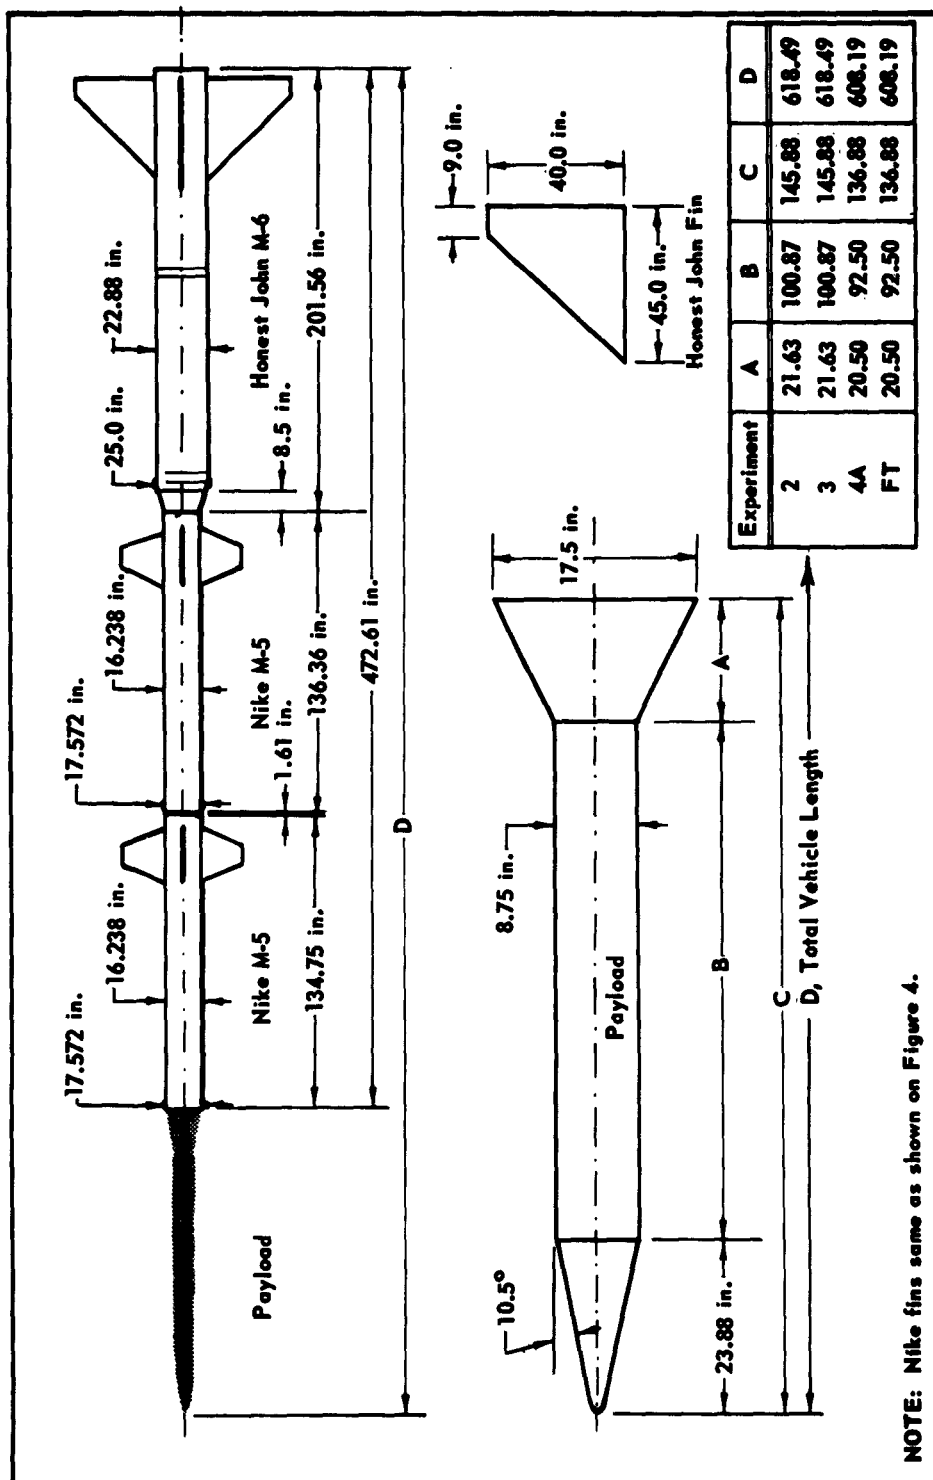 17.572 in.
16.238 in.
17.572 in.
16.238 in.
25.0 in.
22.88 in.
Payload
Nike M-5
Nike M-5
Honest John M-6
1.61 in.
8.5 in.
134.75 in.
136.36 in.
201.56 in.
472.61 in.
D
10.5°
8.75 in.
17.5 in.
Payload
23.88 in.
B
A
C
D, Total Vehicle Length
9.0 in.
40.0 in.
45.0 in.
Honest John Fin
Experiment A B C D
2 21.63 100.87 145.88 618.49
3 21.63 100.87 145.88 618.49
4A 20.50 92.50 136.88 608.19
FT 20.50 92.50 136.88 608.19
NOTE: Nike fins same as shown on Figure 4.